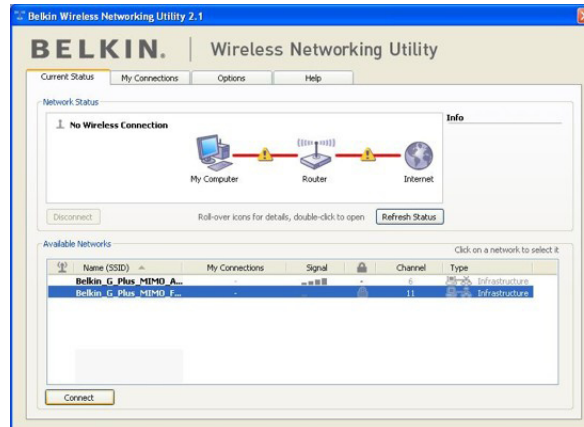 Belkin Wireless Networking Utility 2.1
BELKIN. | Wireless Networking Utility
Current Status My Connections Options Help
Network Status
No Wireless Connection
Info
My Computer Router Internet
Disconnect Roll-over icons for details, double-click to open Refresh Status
Available Networks
Click on a network to select it
Name (SSID) My Connections Signal Channel Type
Belkin_G_Plus_MIMO_A... - 6 Infrastructure
Belkin_G_Plus_MIMO_F... - 11 Infrastructure
Connect